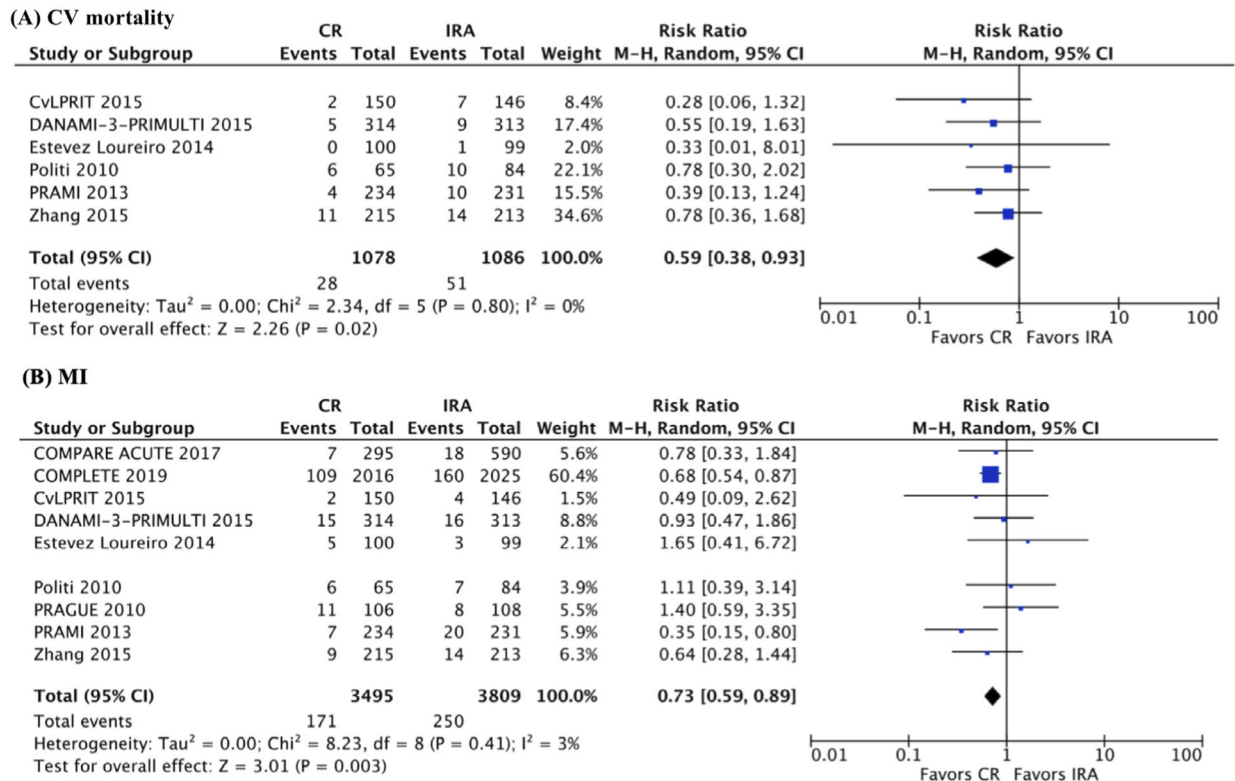 (A) CV mortality
CR IRA Risk Ratio Risk Ratio
Study or Subgroup Events Total Events Total Weight M-H, Random, 95% CI M-H, Random, 95% CI
CvLPRIT 2015 2 150 7 146 8.4% 0.28 [0.06, 1.32]
DANAMI-3-PRIMULTI 2015 5 314 9 313 17.4% 0.55 [0.19, 1.63]
Estevez Loureiro 2014 0 100 1 99 2.0% 0.33 [0.01, 8.01]
Politi 2010 6 65 10 84 22.1% 0.78 [0.30, 2.02]
PRAMI 2013 4 234 10 231 15.5% 0.39 [0.13, 1.24]
Zhang 2015 11 215 14 213 34.6% 0.78 [0.36, 1.68]
Total (95% CI) 1078 1086 100.0% 0.59 [0.38, 0.93]
Total events 28 51
Heterogeneity: Tau² = 0.00; Chi² = 2.34, df = 5 (P = 0.80); I² = 0%
Test for overall effect: Z = 2.26 (P = 0.02)
0.01 0.1 1 10 100
Favors CR Favors IRA
(B) MI
CR IRA Risk Ratio Risk Ratio
Study or Subgroup Events Total Events Total Weight M-H, Random, 95% CI M-H, Random, 95% CI
COMPARE ACUTE 2017 7 295 18 590 5.6% 0.78 [0.33, 1.84]
COMPLETE 2019 109 2016 160 2025 60.4% 0.68 [0.54, 0.87]
CvLPRIT 2015 2 150 4 146 1.5% 0.49 [0.09, 2.62]
DANAMI-3-PRIMULTI 2015 15 314 16 313 8.8% 0.93 [0.47, 1.86]
Estevez Loureiro 2014 5 100 3 99 2.1% 1.65 [0.41, 6.72]
Politi 2010 6 65 7 84 3.9% 1.11 [0.39, 3.14]
PRAGUE 2010 11 106 8 108 5.5% 1.40 [0.59, 3.35]
PRAMI 2013 7 234 20 231 5.9% 0.35 [0.15, 0.80]
Zhang 2015 9 215 14 213 6.3% 0.64 [0.28, 1.44]
Total (95% CI) 3495 3809 100.0% 0.73 [0.59, 0.89]
Total events 171 250
Heterogeneity: Tau² = 0.00; Chi² = 8.23, df = 8 (P = 0.41); I² = 3%
Test for overall effect: Z = 3.01 (P = 0.003)
0.01 0.1 1 10 100
Favors CR Favors IRA